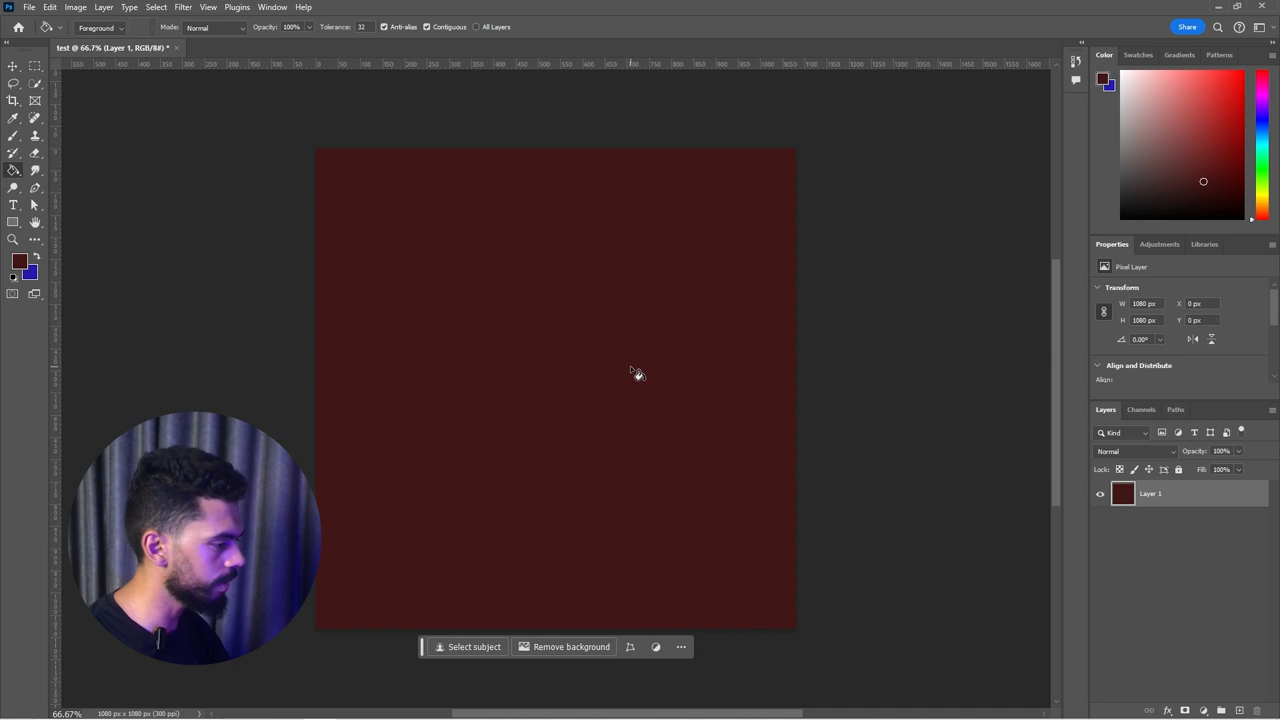 Ps File Edit Image Layer Type Select Filter View Plugins Window Help
Foreground Mode: Normal Opacity: 100% Tolerance: 32 Anti-alias Contiguous All Layers Share
test @ 66.7% (Layer 1, RGB/8#) *
Color Swatches Gradients Patterns
Properties Adjustments Libraries
Pixel Layer
Transform
W 1080 px X 0 px
H 1080 px Y 0 px
0.00°
Align and Distribute
Align:
Layers Channels Paths
Kind
Normal Opacity: 100%
Lock: Fill: 100%
Layer 1
Select subject Remove background
66.67% 1080 px x 1080 px (300 ppi)